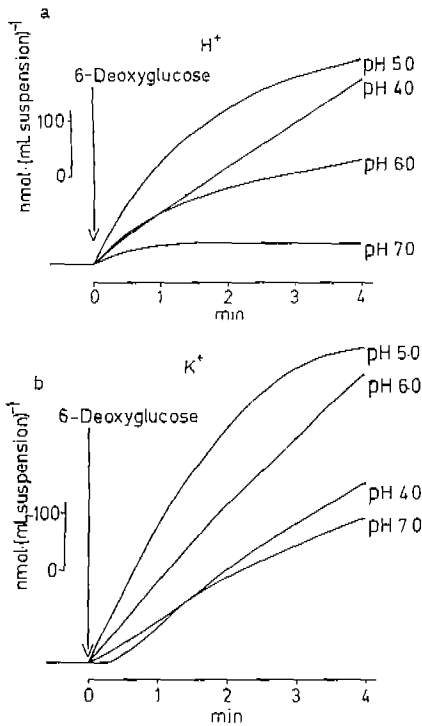 a
H+
6-Deoxyglucose
nmol·(mL suspension)-1
100
0
pH 5.0
pH 4.0
pH 6.0
pH 7.0
0 1 2 3 4
min
b
K+
6-Deoxyglucose
nmol·(mL suspension)-1
100
0
pH 5.0
pH 6.0
pH 4.0
pH 7.0
0 1 2 3 4
min